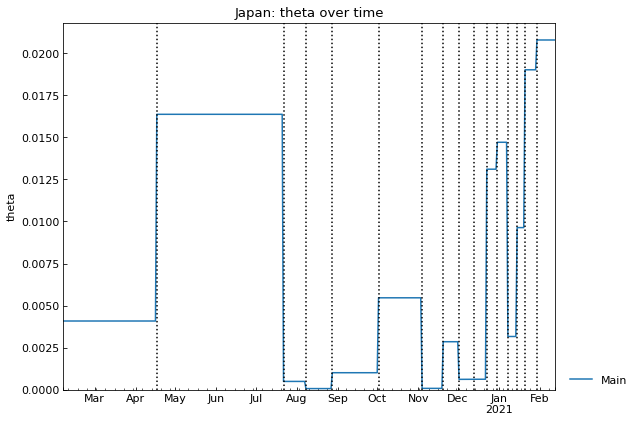 Japan: theta over time
0.0200
0.0175
0.0150
0.0125
0.0100
0.0075
0.0050
0.0025
0.0000
theta
Mar Apr May Jun Jul Aug Sep Oct Nov Dec Jan Feb
2021
Main